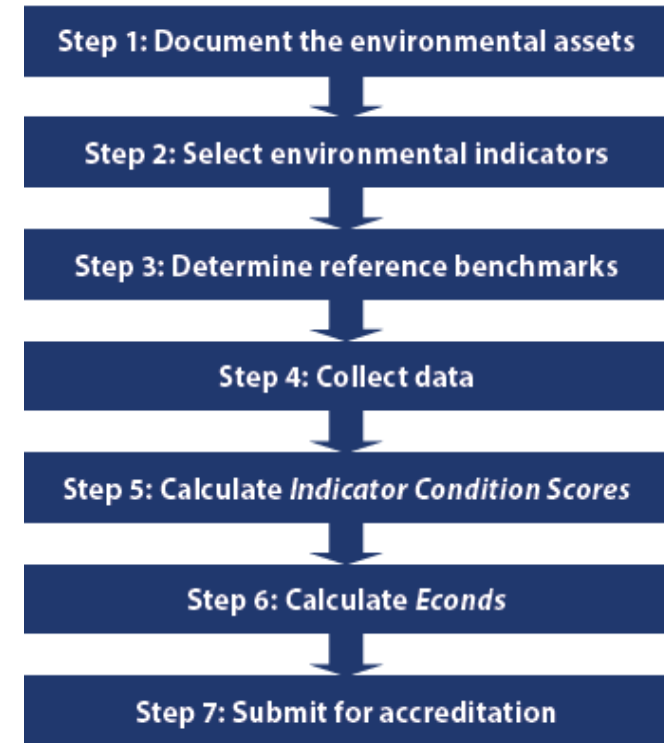 Step 1: Document the environmental assets
Step 2: Select environmental indicators
Step 3: Determine reference benchmarks
Step 4: Collect data
Step 5: Calculate Indicator Condition Scores
Step 6: Calculate Econds
Step 7: Submit for accreditation